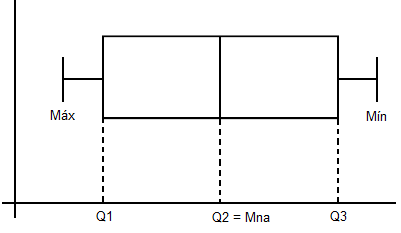 Máx
Mín
Q1
Q2 = Mna
Q3